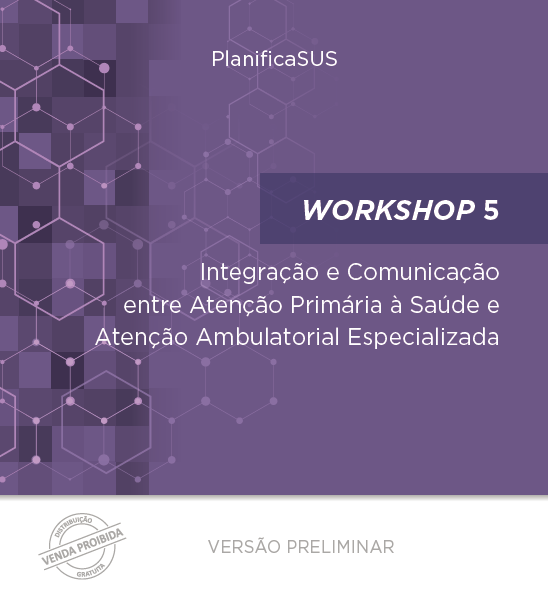 PlanificaSUS
WORKSHOP 5
Integração e Comunicação
entre Atenção Primária à Saúde e
Atenção Ambulatorial Especializada
DISTRIBUIÇÃO
VENDA PROIBIDA
GRATUITA
VERSÃO PRELIMINAR